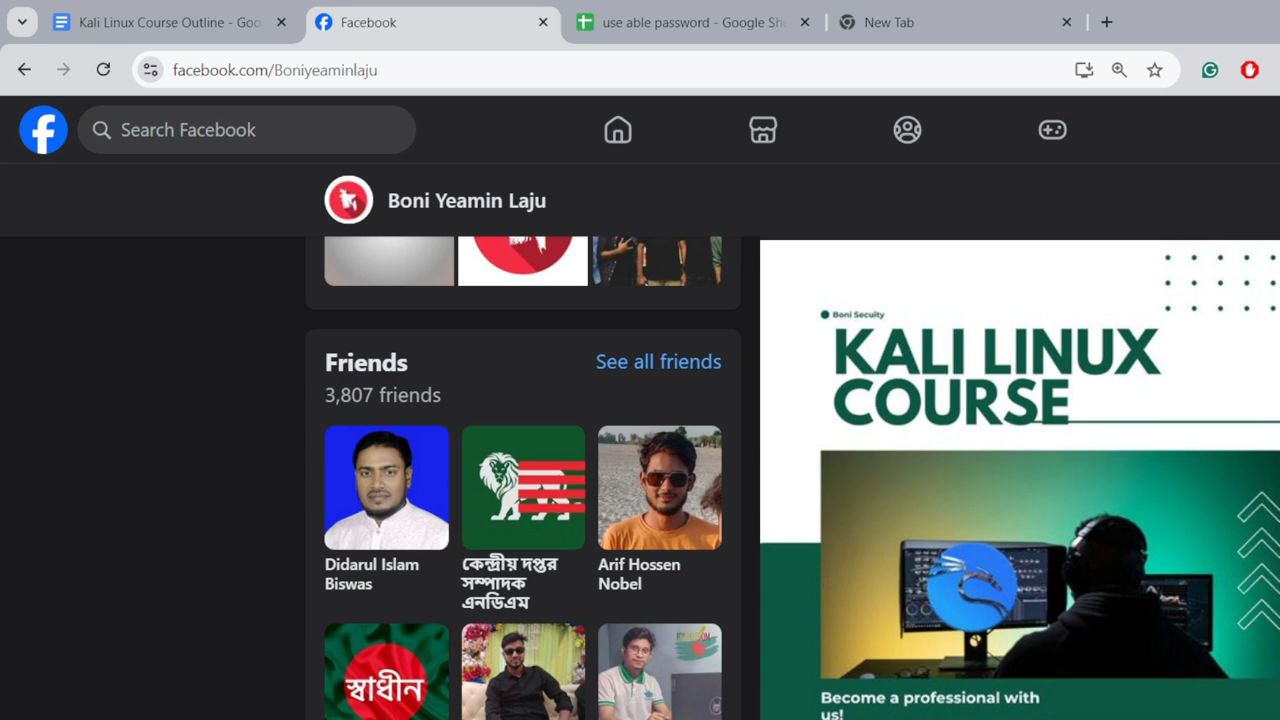 Kali Linux Course Outline - Goo
Facebook
use able password - Google She
New Tab
facebook.com/Boniyeaminlaju
Search Facebook
Boni Yeamin Laju
Friends
See all friends
3,807 friends
Didarul Islam
Biswas
কেন্দ্রীয় দপ্তর
সম্পাদক
এনডিএম
Arif Hossen
Nobel
স্বাধীন
Boni Secuity
KALI LINUX
COURSE
Become a professional with
us!